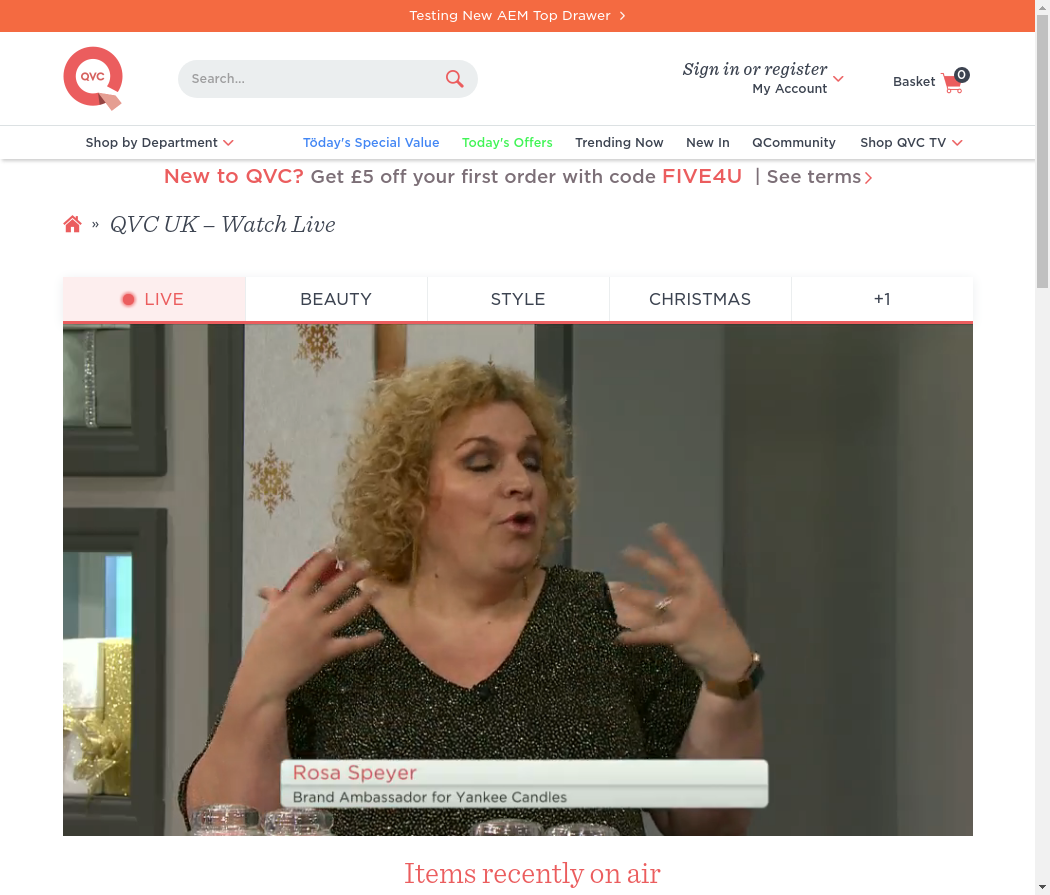 Testing New AEM Top Drawer
QVC
Search...
Sign in or register
My Account
Basket
0
Shop by Department
Töday's Special Value
Today's Offers
Trending Now
New In
QCommunity
Shop QVC TV
New to QVC? Get £5 off your first order with code FIVE4U | See terms
» QVC UK – Watch Live
LIVE
BEAUTY
STYLE
CHRISTMAS
+1
Rosa Speyer
Brand Ambassador for Yankee Candles
Items recently on air